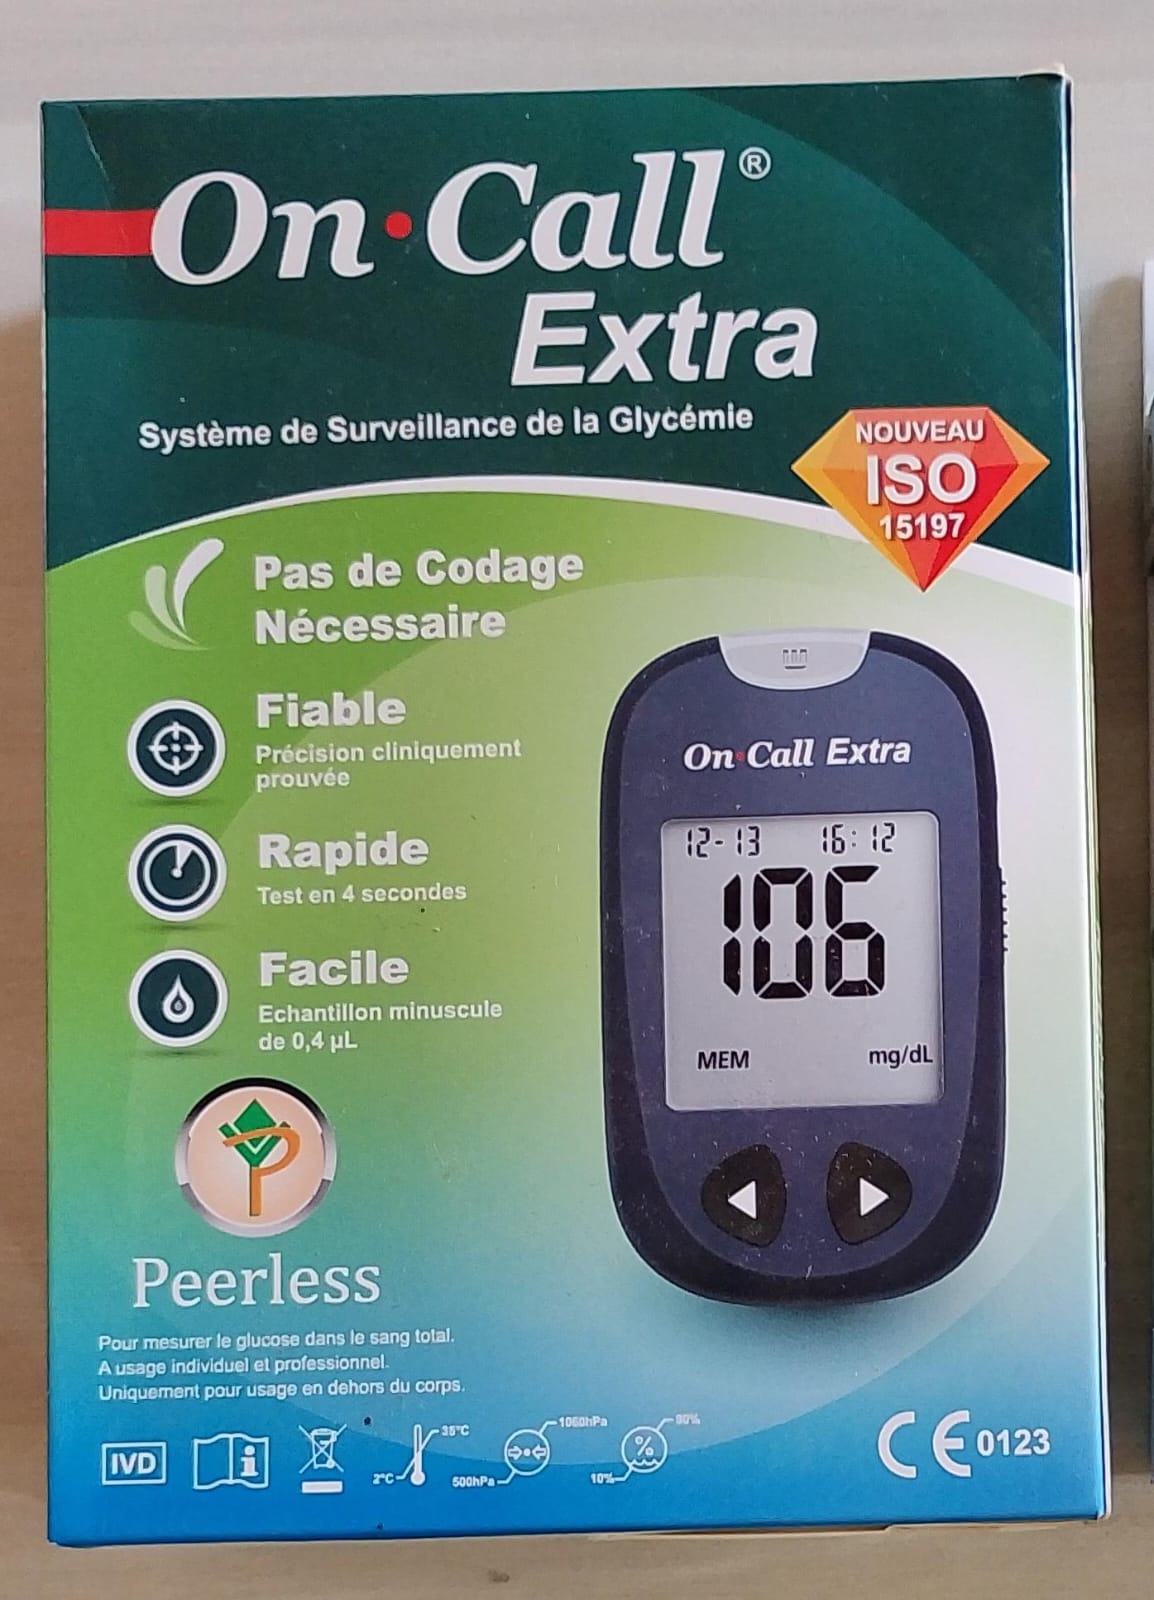 On·Call®
Extra
Système de Surveillance de la Glycémie
NOUVEAU
ISO
15197
Pas de Codage
Nécessaire
Fiable
Précision cliniquement
prouvée
Rapide
Test en 4 secondes
Facile
Echantillon minuscule
de 0,4 µL
On·Call Extra
12-13 16:12
106
MEM mg/dL
P
Peerless
Pour mesurer le glucose dans le sang total.
A usage individuel et professionnel.
Uniquement pour usage en dehors du corps.
IVD
i
2°C
35°C
500hPa
1060hPa
10%
%
90%
CE 0123